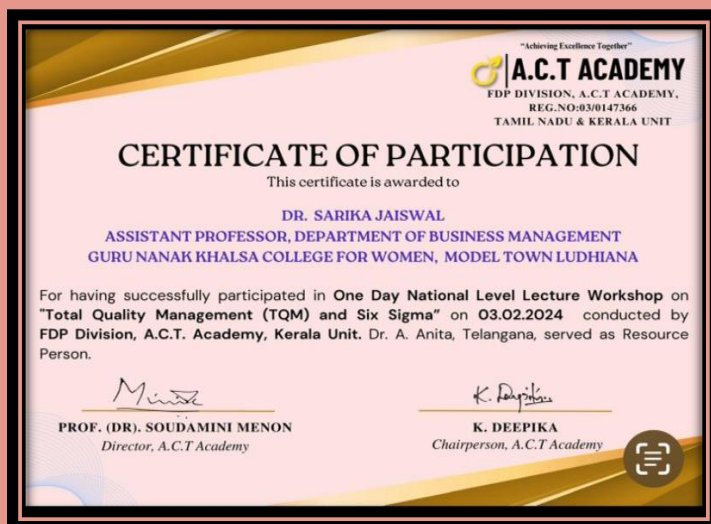 "Achieving Excellence Together"
A.C.T ACADEMY
FDP DIVISION, A.C.T ACADEMY,
REG.NO:03/0147366
TAMIL NADU & KERALA UNIT
CERTIFICATE OF PARTICIPATION
This certificate is awarded to
DR. SARIKA JAISWAL
ASSISTANT PROFESSOR, DEPARTMENT OF BUSINESS MANAGEMENT
GURU NANAK KHALSA COLLEGE FOR WOMEN, MODEL TOWN LUDHIANA
For having successfully participated in One Day National Level Lecture Workshop on
"Total Quality Management (TQM) and Six Sigma" on 03.02.2024 conducted by
FDP Division, A.C.T. Academy, Kerala Unit. Dr. A. Anita, Telangana, served as Resource
Person.
K. Deepika
PROF. (DR). SOUDAMINI MENON
Director, A.C.T Academy
K. DEEPIKA
Chairperson, A.C.T Academy